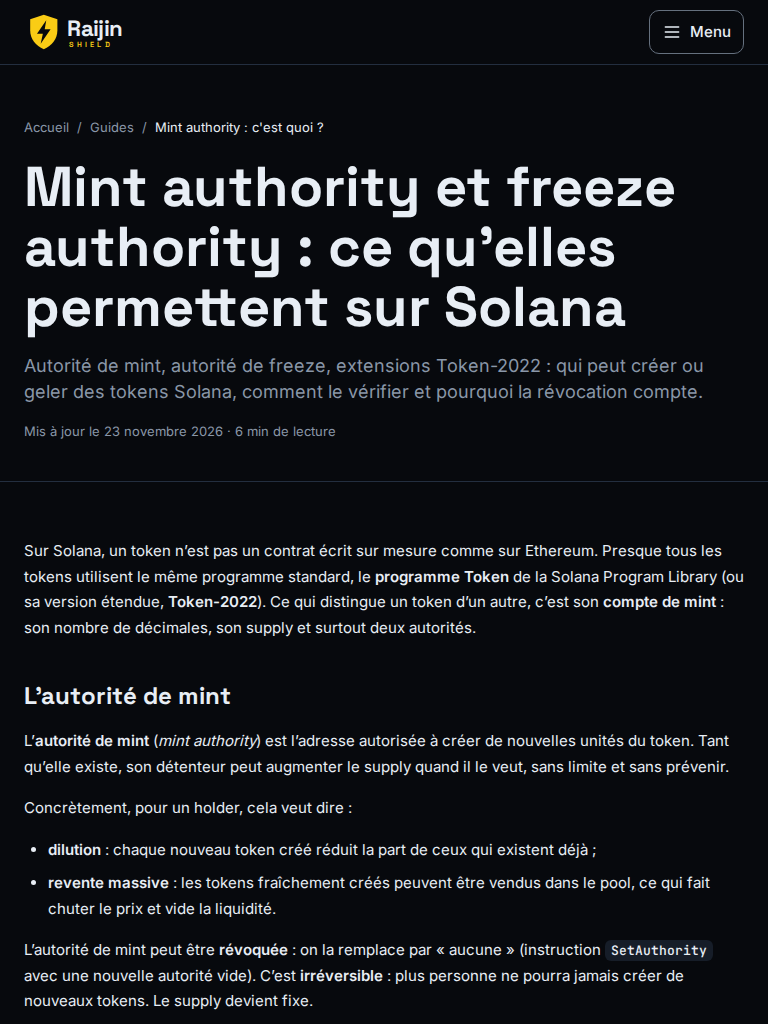 Raijin
SHIELD
Menu
Accueil / Guides / Mint authority : c'est quoi ?
Mint authority et freeze
authority : ce qu’elles
permettent sur Solana
Autorité de mint, autorité de freeze, extensions Token-2022 : qui peut créer ou
geler des tokens Solana, comment le vérifier et pourquoi la révocation compte.
Mis à jour le 23 novembre 2026 · 6 min de lecture
Sur Solana, un token n’est pas un contrat écrit sur mesure comme sur Ethereum. Presque tous les
tokens utilisent le même programme standard, le programme Token de la Solana Program Library (ou
sa version étendue, Token-2022). Ce qui distingue un token d’un autre, c’est son compte de mint :
son nombre de décimales, son supply et surtout deux autorités.
L’autorité de mint
L’autorité de mint (mint authority) est l’adresse autorisée à créer de nouvelles unités du token. Tant
qu’elle existe, son détenteur peut augmenter le supply quand il le veut, sans limite et sans prévenir.
Concrètement, pour un holder, cela veut dire :
• dilution : chaque nouveau token créé réduit la part de ceux qui existent déjà ;
• revente massive : les tokens fraîchement créés peuvent être vendus dans le pool, ce qui fait
chuter le prix et vide la liquidité.
L’autorité de mint peut être révoquée : on la remplace par « aucune » (instruction SetAuthority
avec une nouvelle autorité vide). C’est irréversible : plus personne ne pourra jamais créer de
nouveaux tokens. Le supply devient fixe.